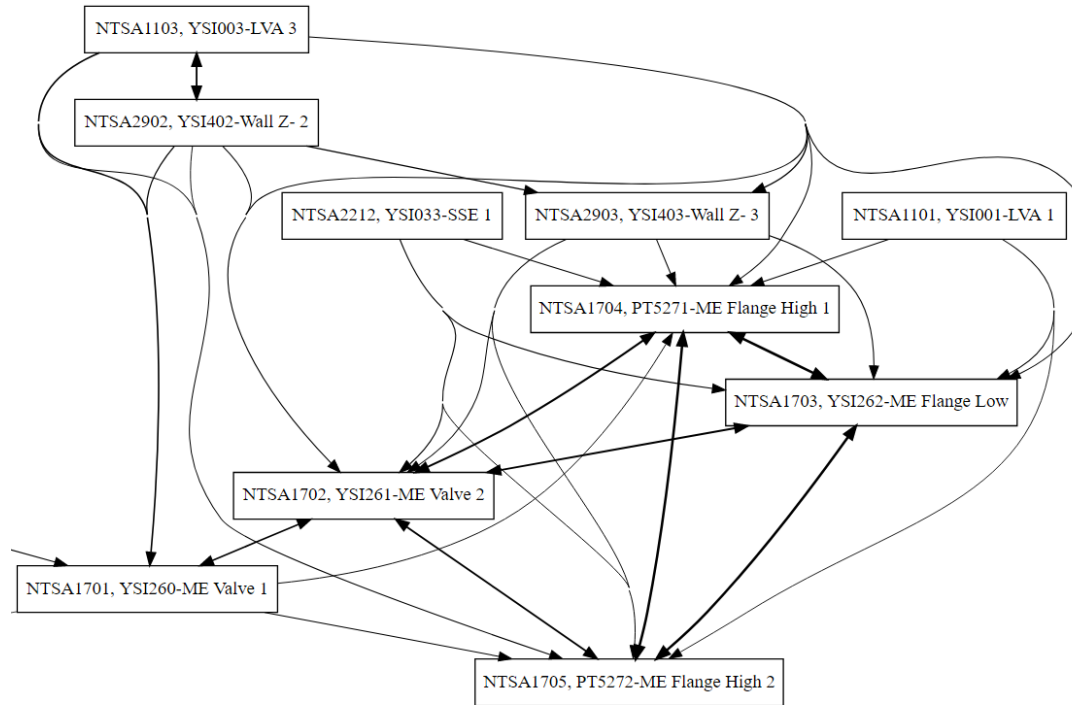 NTSA1103, YSI003-LVA 3
NTSA2902, YSI402-Wall Z- 2
NTSA2212, YSI033-SSE 1
NTSA2903, YSI403-Wall Z- 3
NTSA1101, YSI001-LVA 1
NTSA1704, PT5271-ME Flange High 1
NTSA1703, YSI262-ME Flange Low
NTSA1702, YSI261-ME Valve 2
NTSA1701, YSI260-ME Valve 1
NTSA1705, PT5272-ME Flange High 2